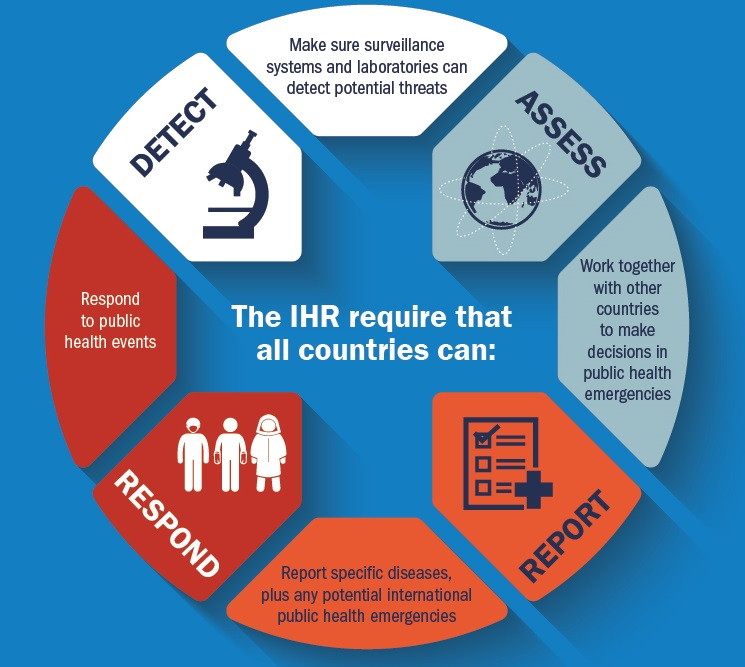 The IHR require that
all countries can:
DETECT
Make sure surveillance
systems and laboratories can
detect potential threats
ASSESS
Work together
with other
countries
to make
decisions in
public health
emergencies
REPORT
Report specific diseases,
plus any potential international
public health emergencies
RESPOND
Respond
to public
health events